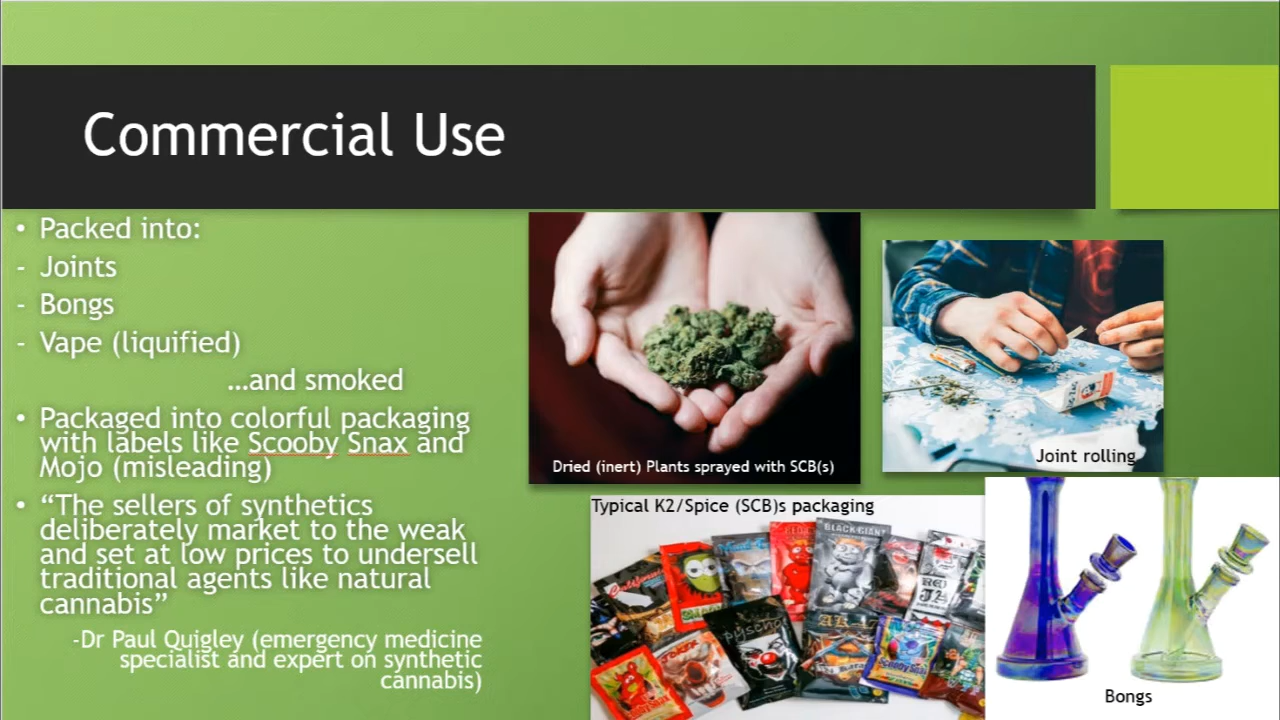 Commercial Use
• Packed into:
- Joints
- Bongs
- Vape (liquified)
...and smoked
• Packaged into colorful packaging
with labels like Scooby Snax and
Mojo (misleading)
• “The sellers of synthetics
deliberately market to the weak
and set at low prices to undersell
traditional agents like natural
cannabis”
-Dr Paul Quigley (emergency medicine
specialist and expert on synthetic
cannabis)
Dried (inert) Plants sprayed with SCB(s)
Joint rolling
Typical K2/Spice (SCB)s packaging
BLACK GIANT
Bongs